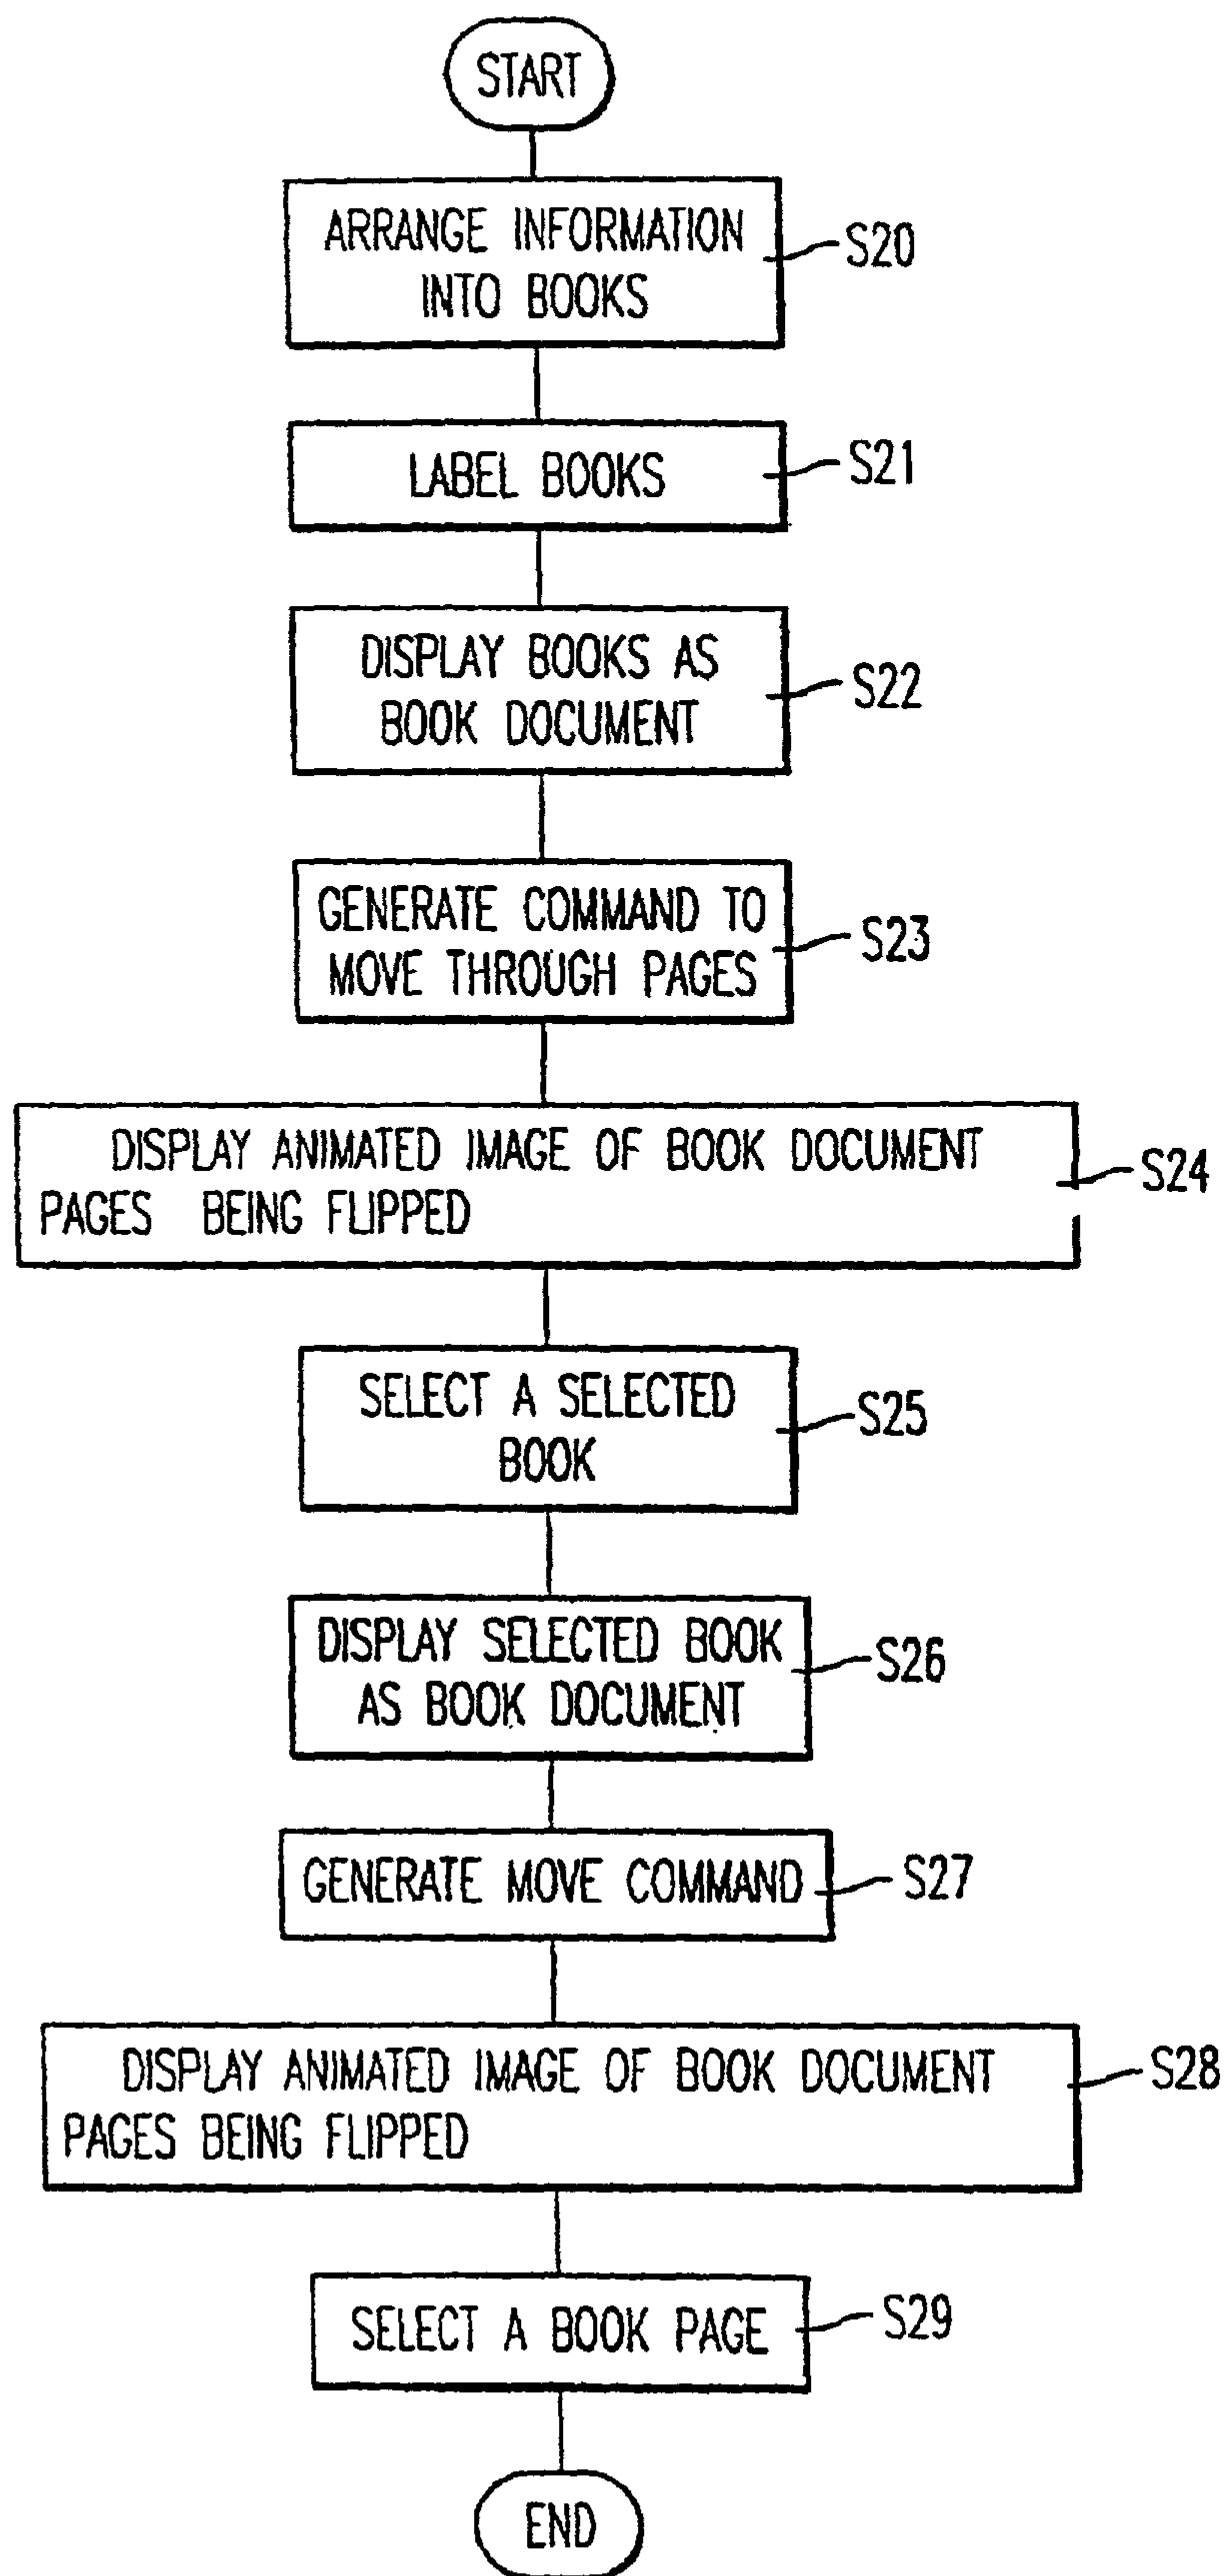 START
ARRANGE INFORMATION
INTO BOOKS
S20
LABEL BOOKS
S21
DISPLAY BOOKS AS
BOOK DOCUMENT
S22
GENERATE COMMAND TO
MOVE THROUGH PAGES
S23
DISPLAY ANIMATED IMAGE OF BOOK DOCUMENT
PAGES BEING FLIPPED
S24
SELECT A SELECTED
BOOK
S25
DISPLAY SELECTED BOOK
AS BOOK DOCUMENT
S26
GENERATE MOVE COMMAND
S27
DISPLAY ANIMATED IMAGE OF BOOK DOCUMENT
PAGES BEING FLIPPED
S28
SELECT A BOOK PAGE
S29
END